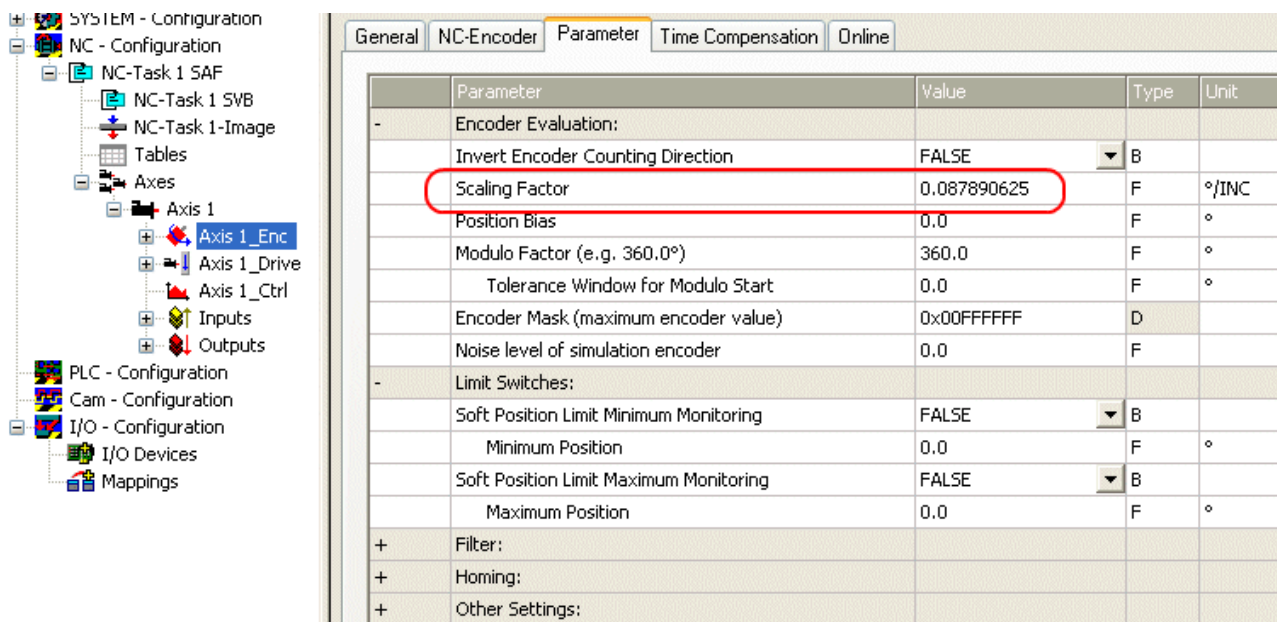 SYSTEM - Configuration
NC - Configuration
NC-Task 1 SAF
NC-Task 1 SVB
NC-Task 1-Image
Tables
Axes
Axis 1
Axis 1_Enc
Axis 1_Drive
Axis 1_Ctrl
Inputs
Outputs
PLC - Configuration
Cam - Configuration
I/O - Configuration
I/O Devices
Mappings
General NC-Encoder Parameter Time Compensation Online
Parameter Value Type Unit
- Encoder Evaluation:
Invert Encoder Counting Direction FALSE B
Scaling Factor 0.087890625 F °/INC
Position Bias 0.0 F °
Modulo Factor (e.g. 360.0°) 360.0 F °
Tolerance Window for Modulo Start 0.0 F °
Encoder Mask (maximum encoder value) 0x00FFFFFF D
Noise level of simulation encoder 0.0 F
- Limit Switches:
Soft Position Limit Minimum Monitoring FALSE B
Minimum Position 0.0 F °
Soft Position Limit Maximum Monitoring FALSE B
Maximum Position 0.0 F °
+ Filter:
+ Homing:
+ Other Settings: